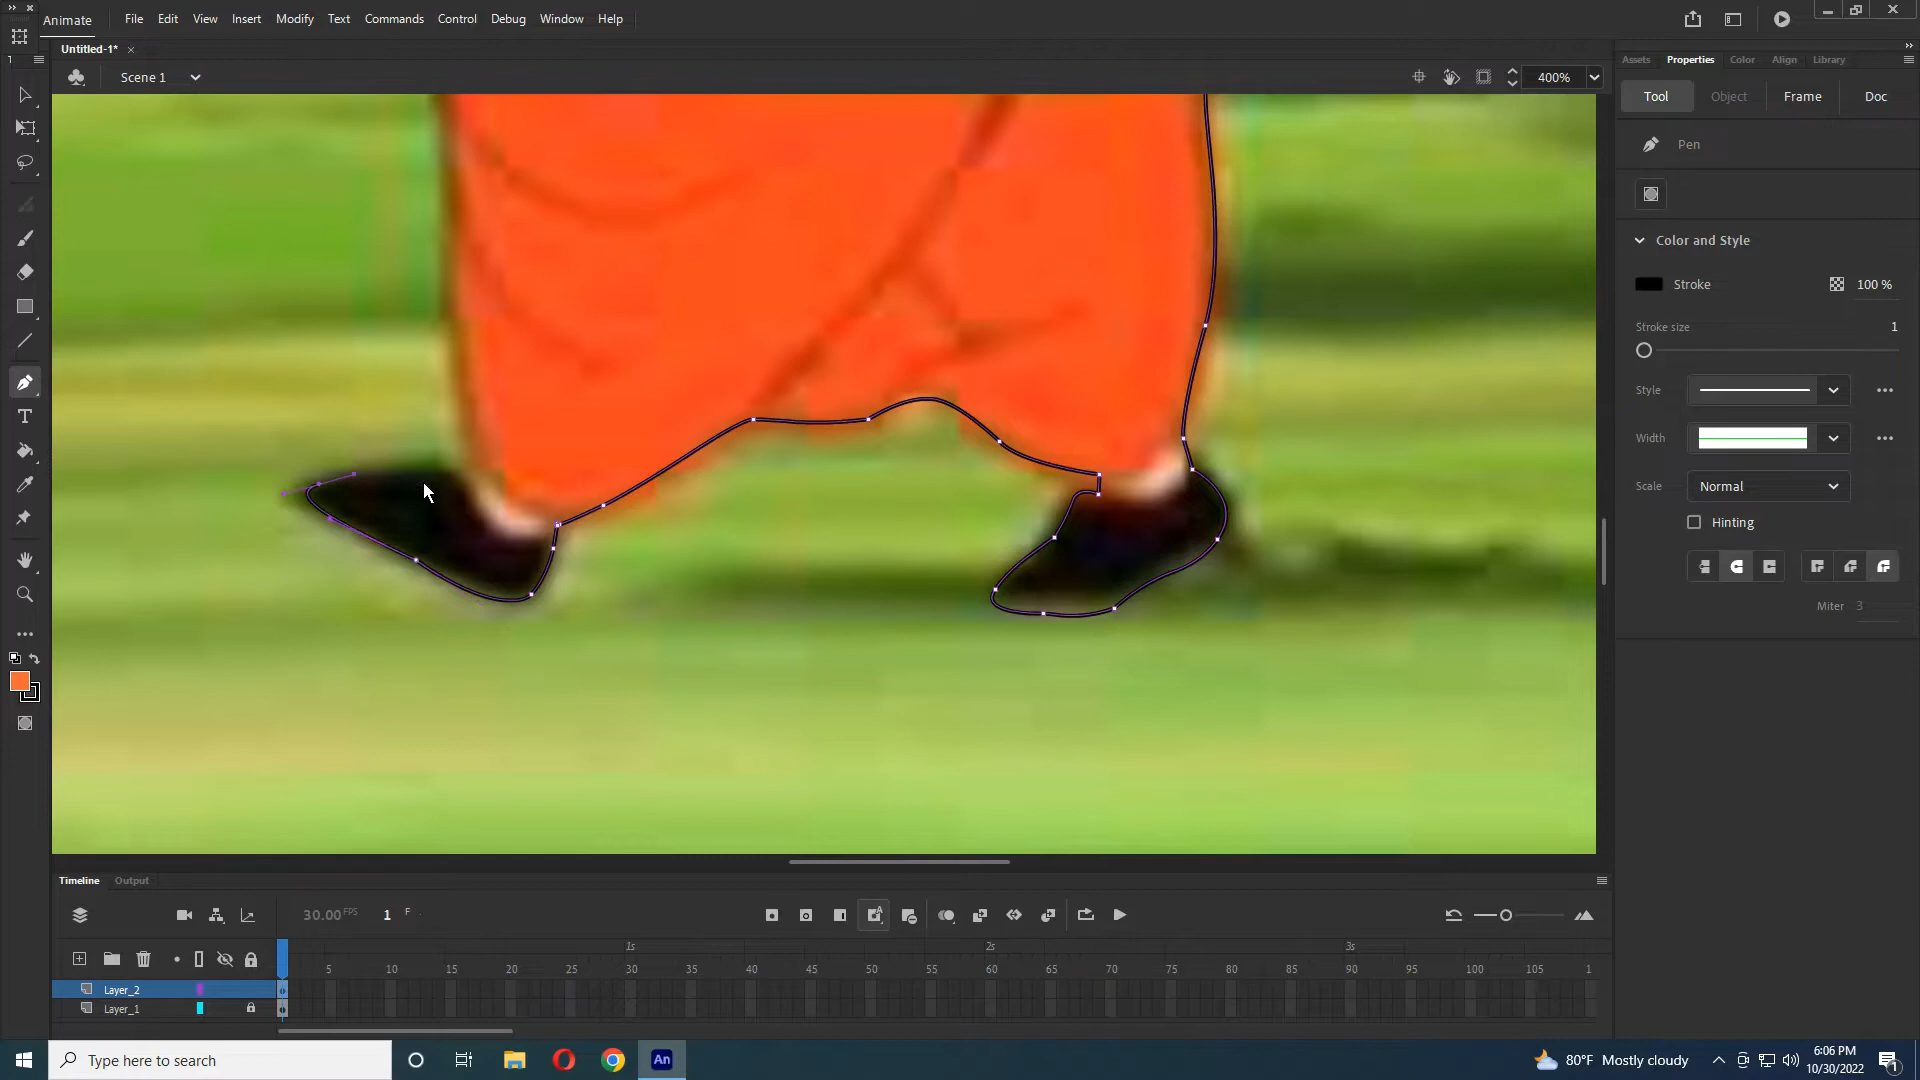 Animate File Edit View Insert Modify Text Commands Control Debug Window Help
Untitled-1*
Scene 1 400%
Assets Properties Color Align Library
Tool Object Frame Doc
Pen
Color and Style
Stroke 100 %
Stroke size 1
Style
Width
Scale Normal
Hinting
Miter 3
Timeline Output
30.00 FPS 1 F
1s 2s 3s
5 10 15 20 25 30 35 40 45 50 55 60 65 70 75 80 85 90 95 100 105 1
Layer_2
Layer_1
Type here to search An 80°F Mostly cloudy 6:06 PM
10/30/2022 1